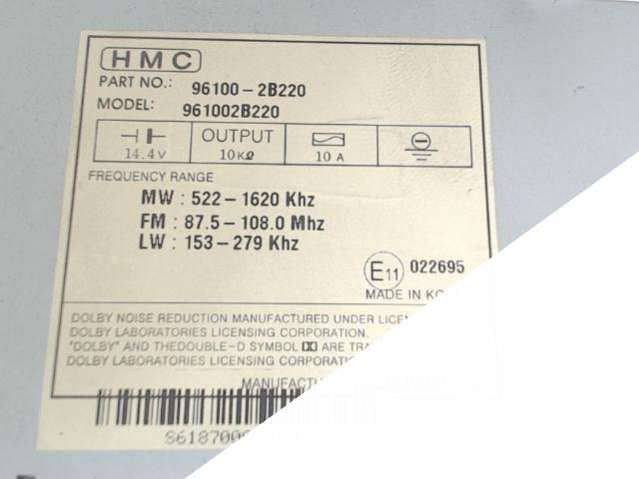 HMC
PART NO.: 96100-2B220
MODEL: 961002B220
14.4V
OUTPUT
10KΩ
10 A
FREQUENCY RANGE
MW : 522-1620 Khz
FM : 87.5-108.0 Mhz
LW : 153-279 Khz
E11 022695
MADE IN
DOLBY NOISE REDUCTION MANUFACTURED UNDER
DOLBY LABORATORIES LICENSING CORPORATION.
"DOLBY" AND THEDOUBLE-D SYMBOL ARE
DOLBY LABORATORIES LICENSING